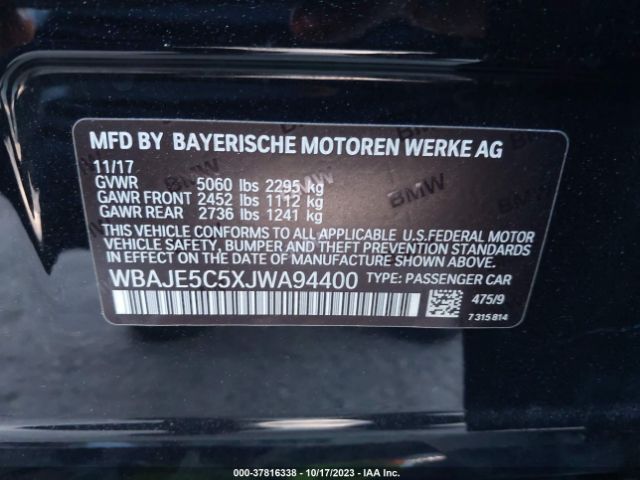 MFD BY BAYERISCHE MOTOREN WERKE AG
11/17
GVWR 5060 lbs 2295 kg
GAWR FRONT 2452 lbs 1112 kg
GAWR REAR 2736 lbs 1241 kg
THIS VEHICLE CONFORMS TO ALL APPLICABLE U.S.FEDERAL MOTOR
VEHICLE SAFETY, BUMPER AND THEFT PREVENTION STANDARDS
IN EFFECT ON THE DATE OF MANUFACTURE SHOWN ABOVE.
WBAJE5C5XJWA94400 TYPE: PASSENGER CAR
475/9
7 315 814
BMW
BMW
000-37816338 - 10/17/2023 - IAA Inc.